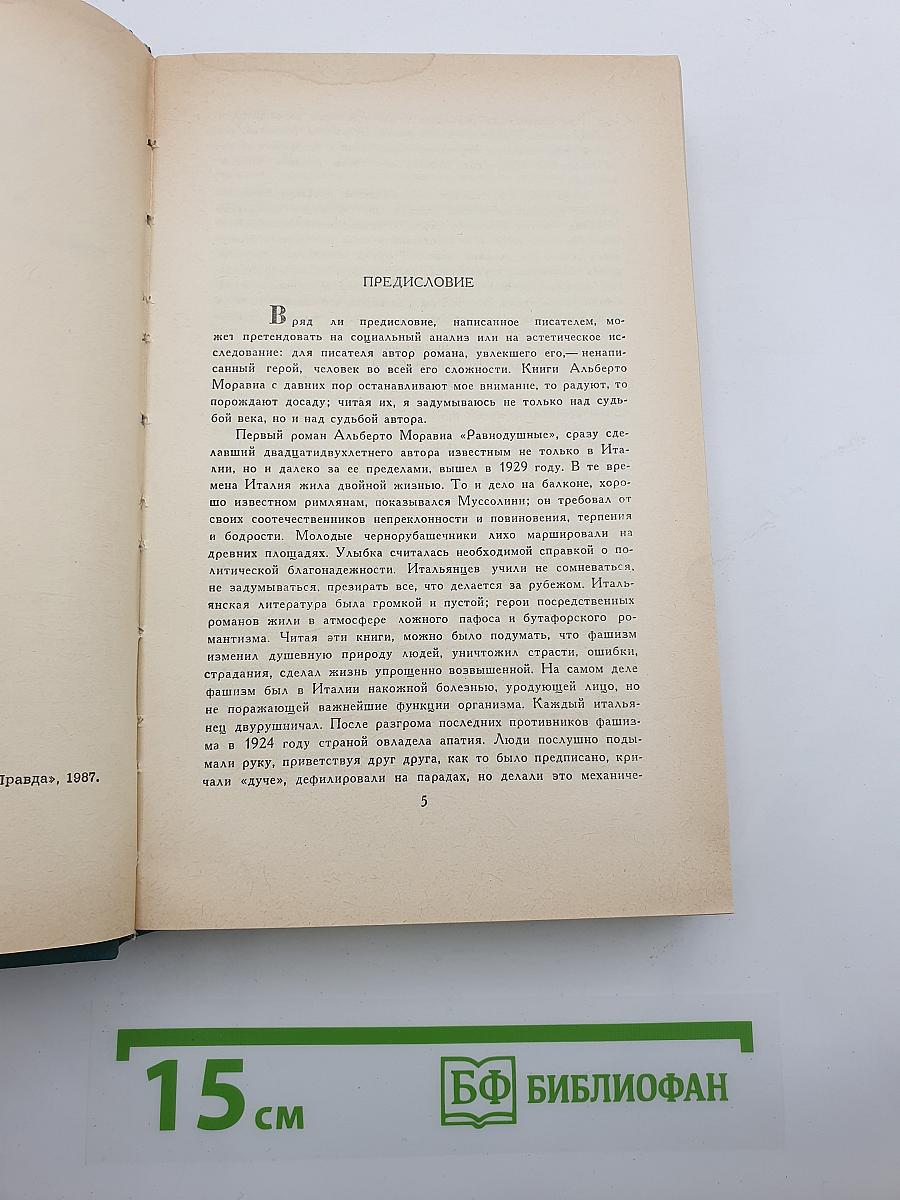 Правда», 1987.
ПРЕДИСЛОВИЕ
Вряд ли предисловие, написанное писателем, мо-
жет претендовать на социальный анализ или на эстетическое ис-
следование: для писателя автор романа, увлекшего его,— ненапи-
санный герой, человек во всей его сложности. Книги Альберто
Моравиа с давних пор останавливают мое внимание, то радуют, то
порождают досаду; читая их, я задумываюсь не только над судь-
бой века, но и над судьбой автора.
Первый роман Альберто Моравиа «Равнодушные», сразу сде-
лавший двадцатидвухлетнего автора известным не только в Ита-
лии, но и далеко за ее пределами, вышел в 1929 году. В те вре-
мена Италия жила двойной жизнью. То и дело на балконе, хоро-
шо известном римлянам, показывался Муссолини; он требовал от
своих соотечественников непреклонности и повиновения, терпения
и бодрости. Молодые чернорубашечники лихо маршировали на
древних площадях. Улыбка считалась необходимой справкой о по-
литической благонадежности. Итальянцев учили не сомневаться,
не задумываться, презирать все, что делается за рубежом. Италь-
янская литература была громкой и пустой; герои посредственных
романов жили в атмосфере ложного пафоса и бутафорского ро-
мантизма. Читая эти книги, можно было подумать, что фашизм
изменил душевную природу людей, уничтожил страсти, ошибки,
страдания, сделал жизнь упрощенно возвышенной. На самом деле
фашизм был в Италии накожной болезнью, уродующей лицо, но
не поражающей важнейшие функции организма. Каждый италья-
нец двурушничал. После разгрома последних противников фашиз-
ма в 1924 году страной овладела апатия. Люди послушно поды-
мали руку, приветствуя друг друга, как то было предписано, кри-
чали «дуче», дефилировали на парадах, но делали это механиче-
5
15 см
БФ БИБЛИОФАН